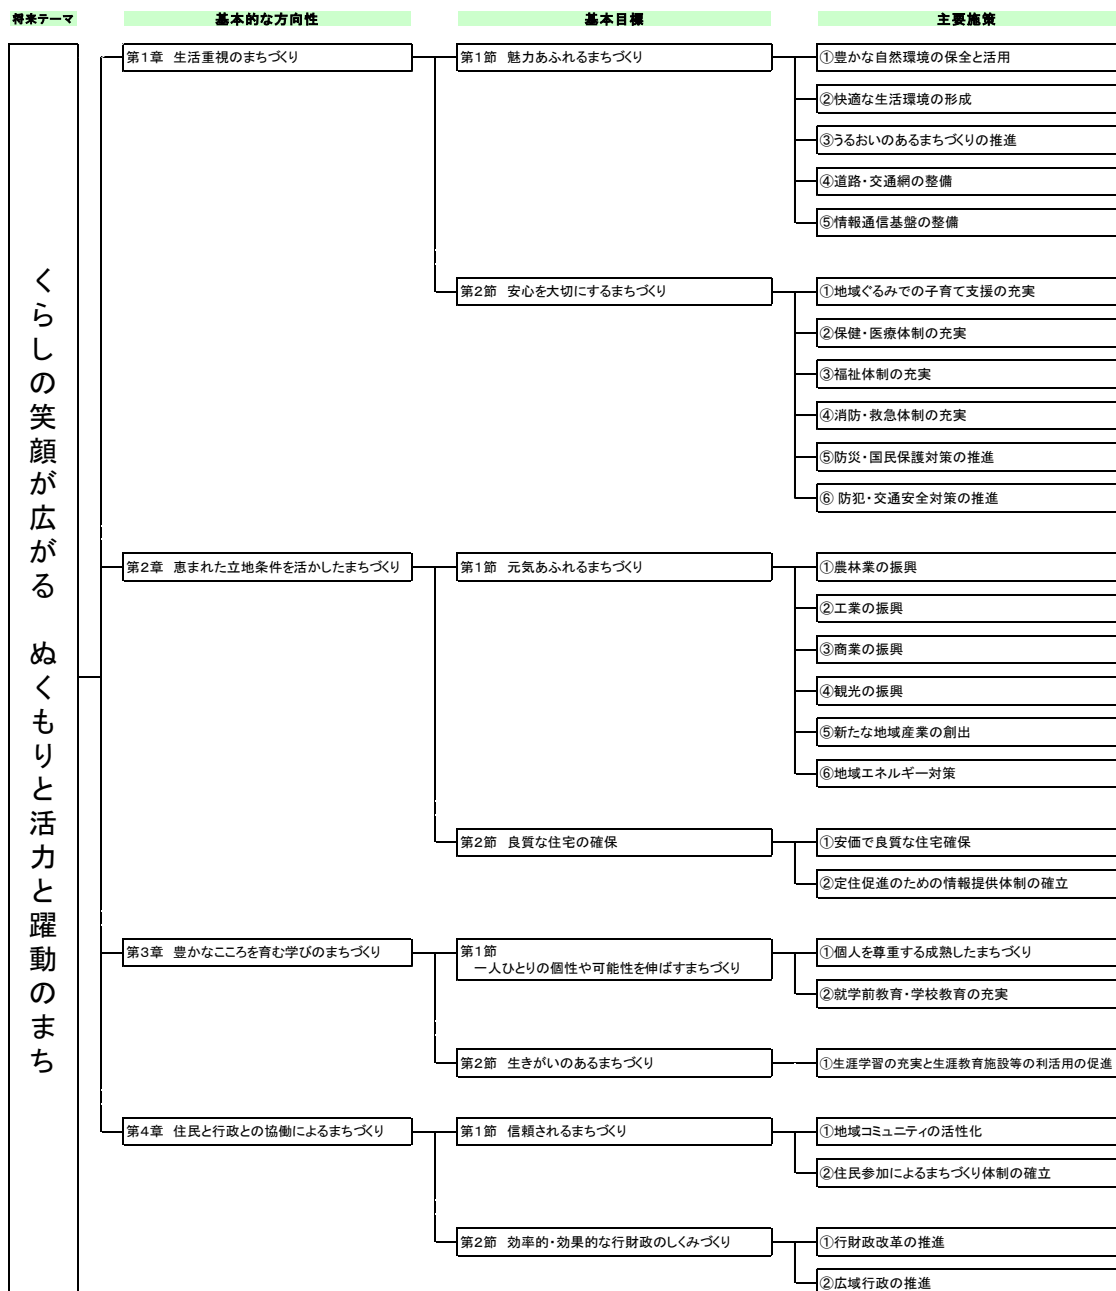 将来テーマ
基本的な方向性
基本目標
主要施策
くらしの笑顔が広がる　ぬくもりと活力と躍動のまち
第1章 生活重視のまちづくり
第1節 魅力あふれるまちづくり
①豊かな自然環境の保全と活用
②快適な生活環境の形成
③うるおいのあるまちづくりの推進
④道路・交通網の整備
⑤情報通信基盤の整備
第2節 安心を大切にするまちづくり
①地域ぐるみでの子育て支援の充実
②保健・医療体制の充実
③福祉体制の充実
④消防・救急体制の充実
⑤防災・国民保護対策の推進
⑥ 防犯・交通安全対策の推進
第2章 恵まれた立地条件を活かしたまちづくり
第1節 元気あふれるまちづくり
①農林業の振興
②工業の振興
③商業の振興
④観光の振興
⑤新たな地域産業の創出
⑥地域エネルギー対策
第2節 良質な住宅の確保
①安価で良質な住宅確保
②定住促進のための情報提供体制の確立
第3章 豊かなこころを育む学びのまちづくり
第1節
一人ひとりの個性や可能性を伸ばすまちづくり
①個人を尊重する成熟したまちづくり
②就学前教育・学校教育の充実
第2節 生きがいのあるまちづくり
①生涯学習の充実と生涯教育施設等の利活用の促進
第4章 住民と行政との協働によるまちづくり
第1節 信頼されるまちづくり
①地域コミュニティの活性化
②住民参加によるまちづくり体制の確立
第2節 効率的・効果的な行財政のしくみづくり
①行財政改革の推進
②広域行政の推進